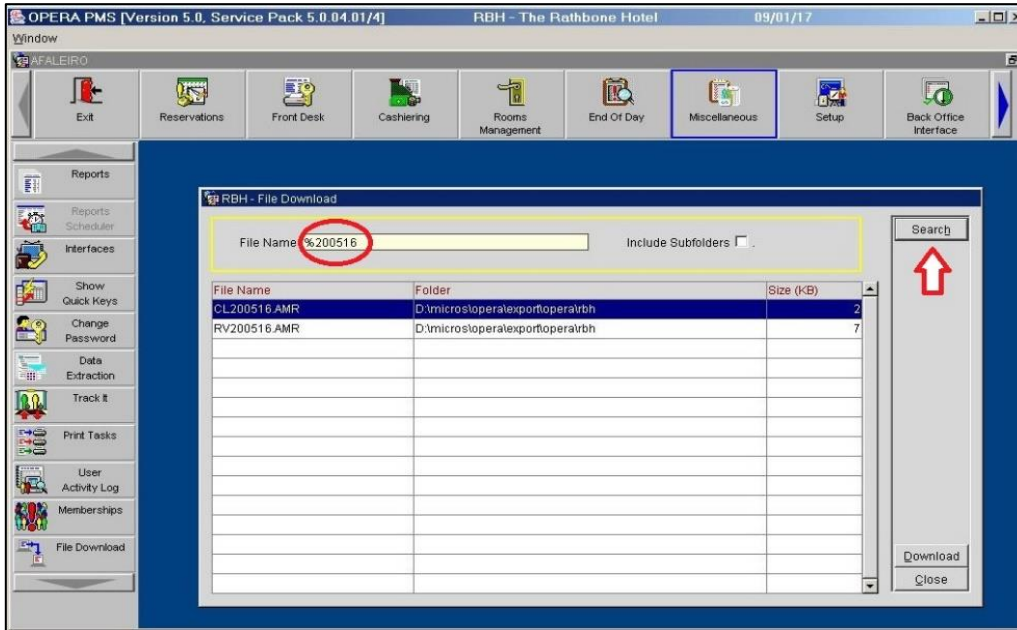 OPERA PMS [Version 5.0, Service Pack 5.0.04.01/4] RBH - The Rathbone Hotel 09/01/17
Window
AFALEIRO
Exit Reservations Front Desk Cashiering Rooms Management End Of Day Miscellaneous Setup Back Office Interface
Reports
Reports Scheduler
Interfaces
Show Quick Keys
Change Password
Data Extraction
Track It
Print Tasks
User Activity Log
Memberships
File Download
RBH - File Download
File Name %200516 Include Subfolders .
Search
File Name Folder Size (KB)
CL200516.AMR D:\micros\opera\export\opera\rbh 2
RV200516.AMR D:\micros\opera\export\opera\rbh 7
Download
Close